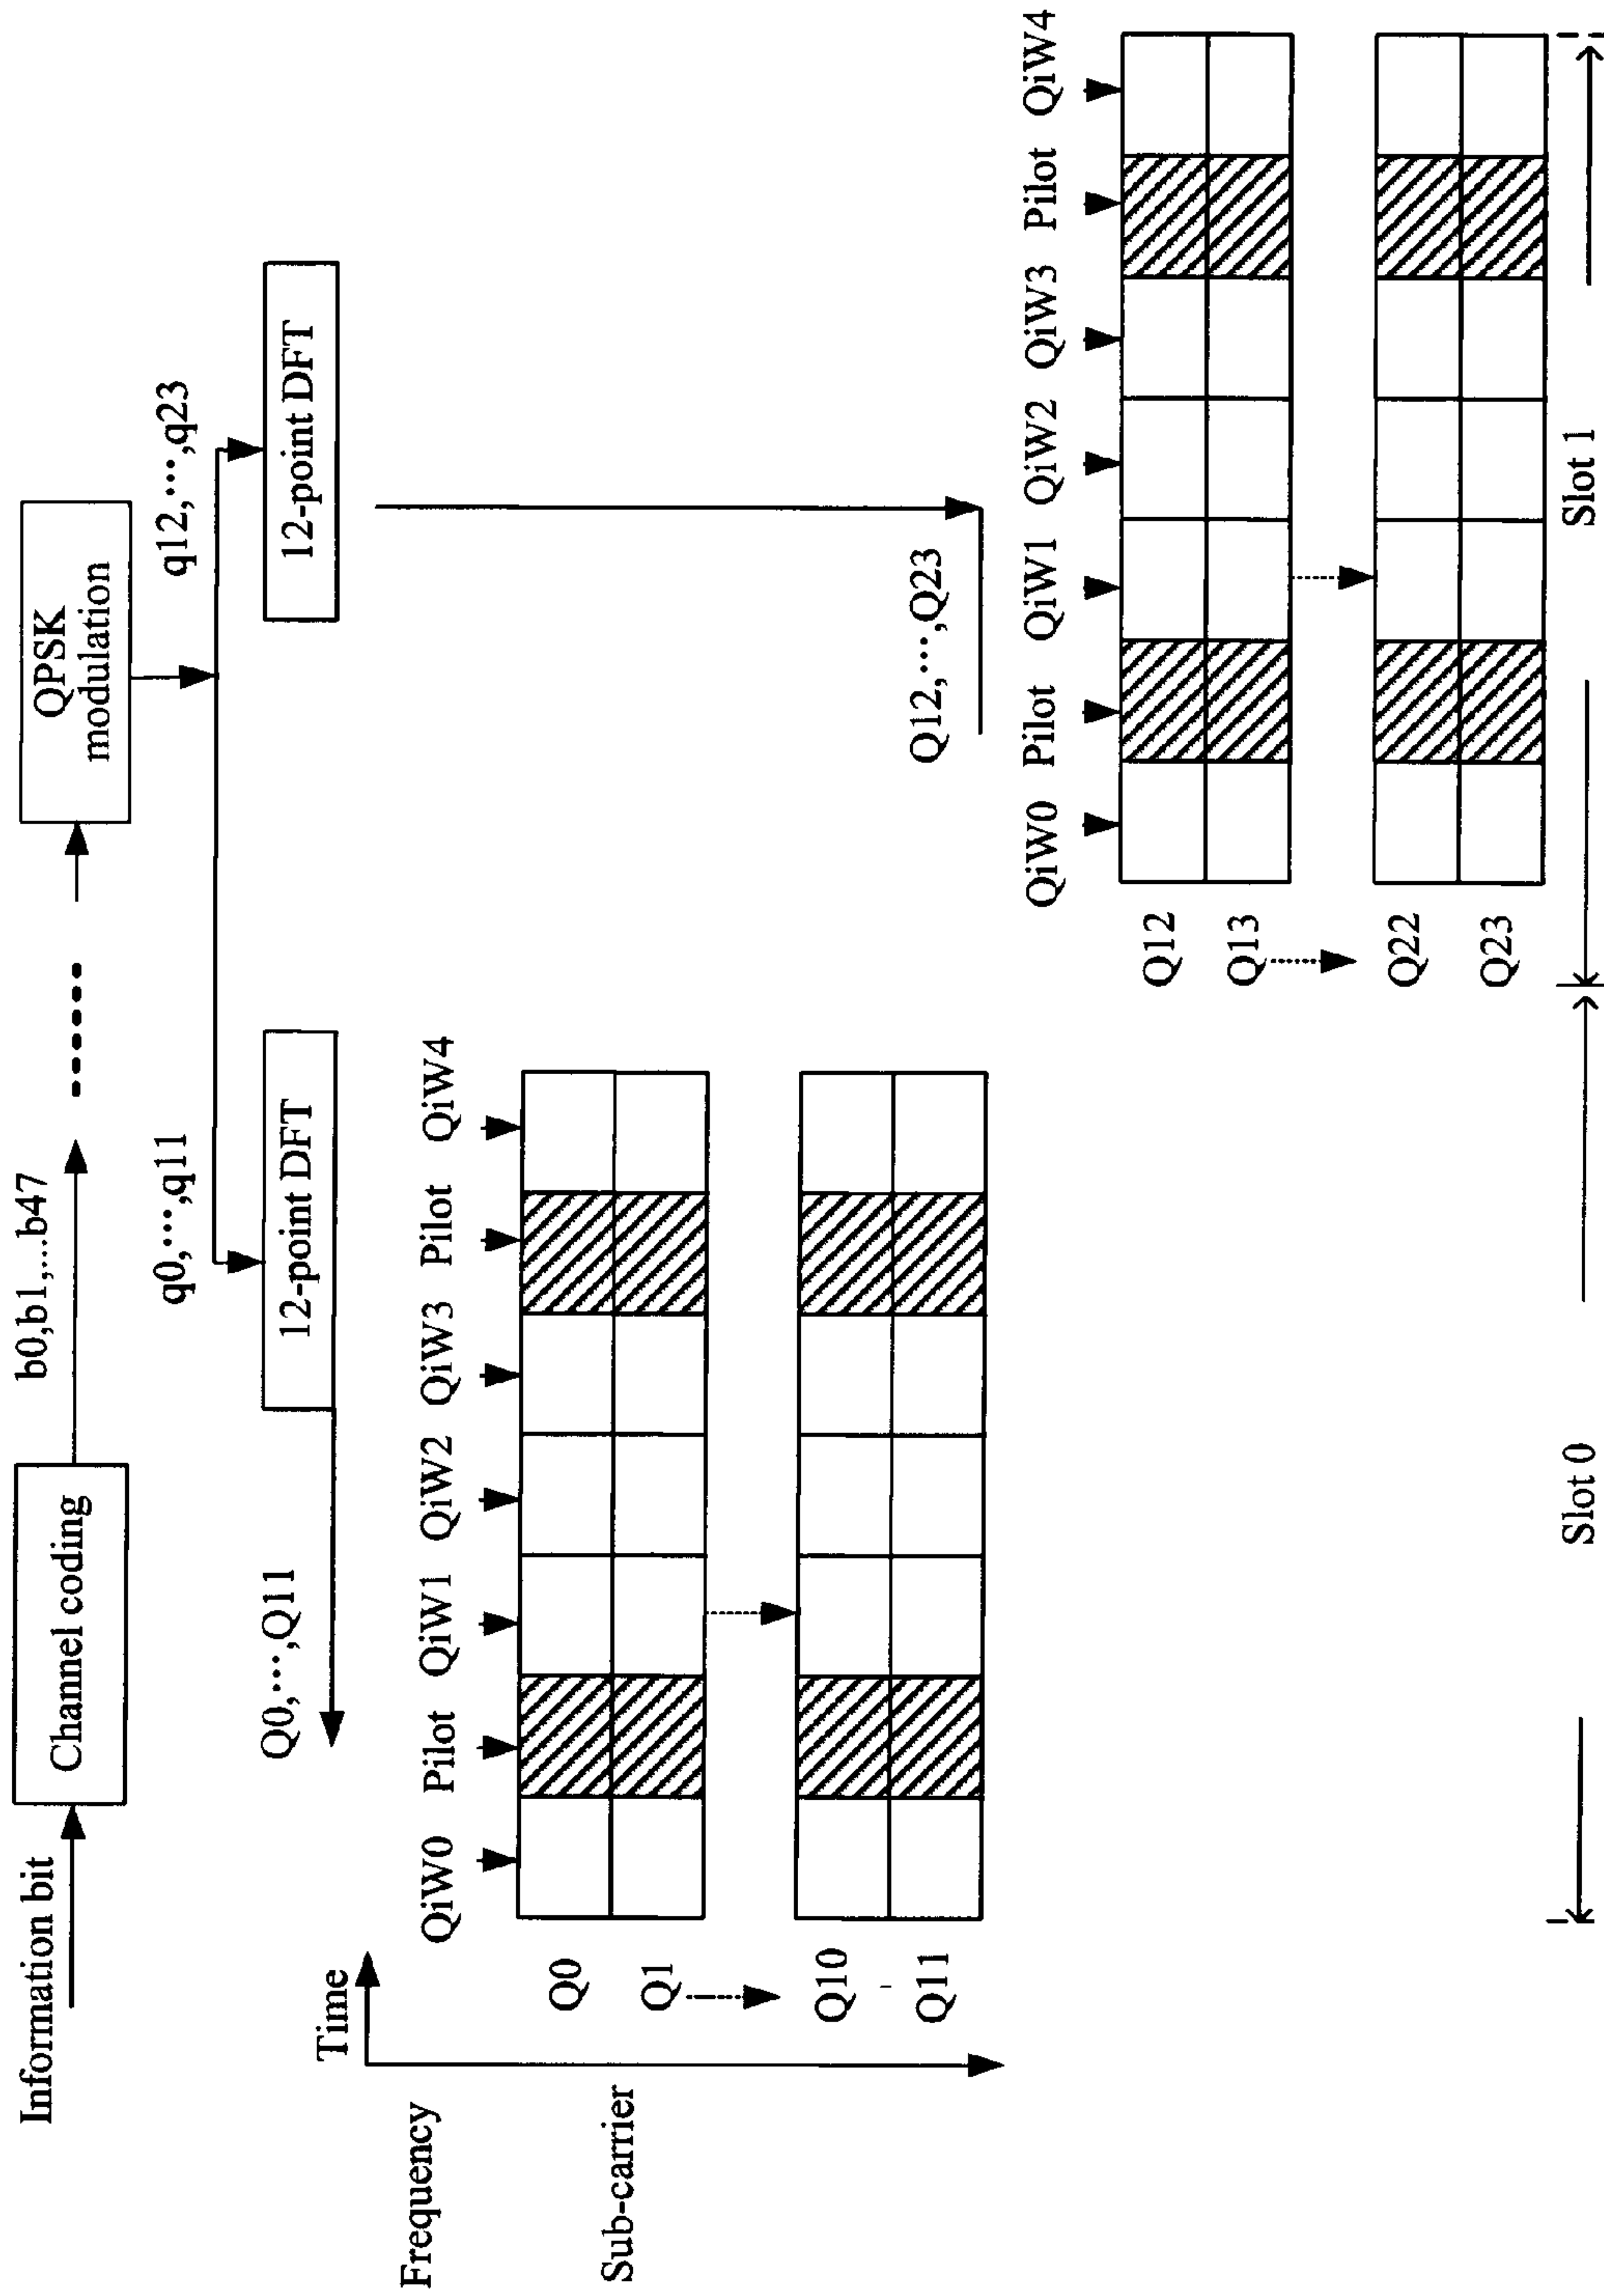 Information bit
Channel coding
b0,b1,...b47
QPSK
modulation
q0,⋯,q11
q12,⋯,q23
12-point DFT
12-point DFT
Q0,⋯,Q11
Q12,⋯,Q23
Time
Frequency
Sub-carrier
QiW0 Pilot QiW1 QiW2 QiW3 Pilot QiW4
Q0
Q1
Q10
Q11
QiW0 Pilot QiW1 QiW2 QiW3 Pilot QiW4
Q12
Q13
Q22
Q23
Slot 0
Slot 1